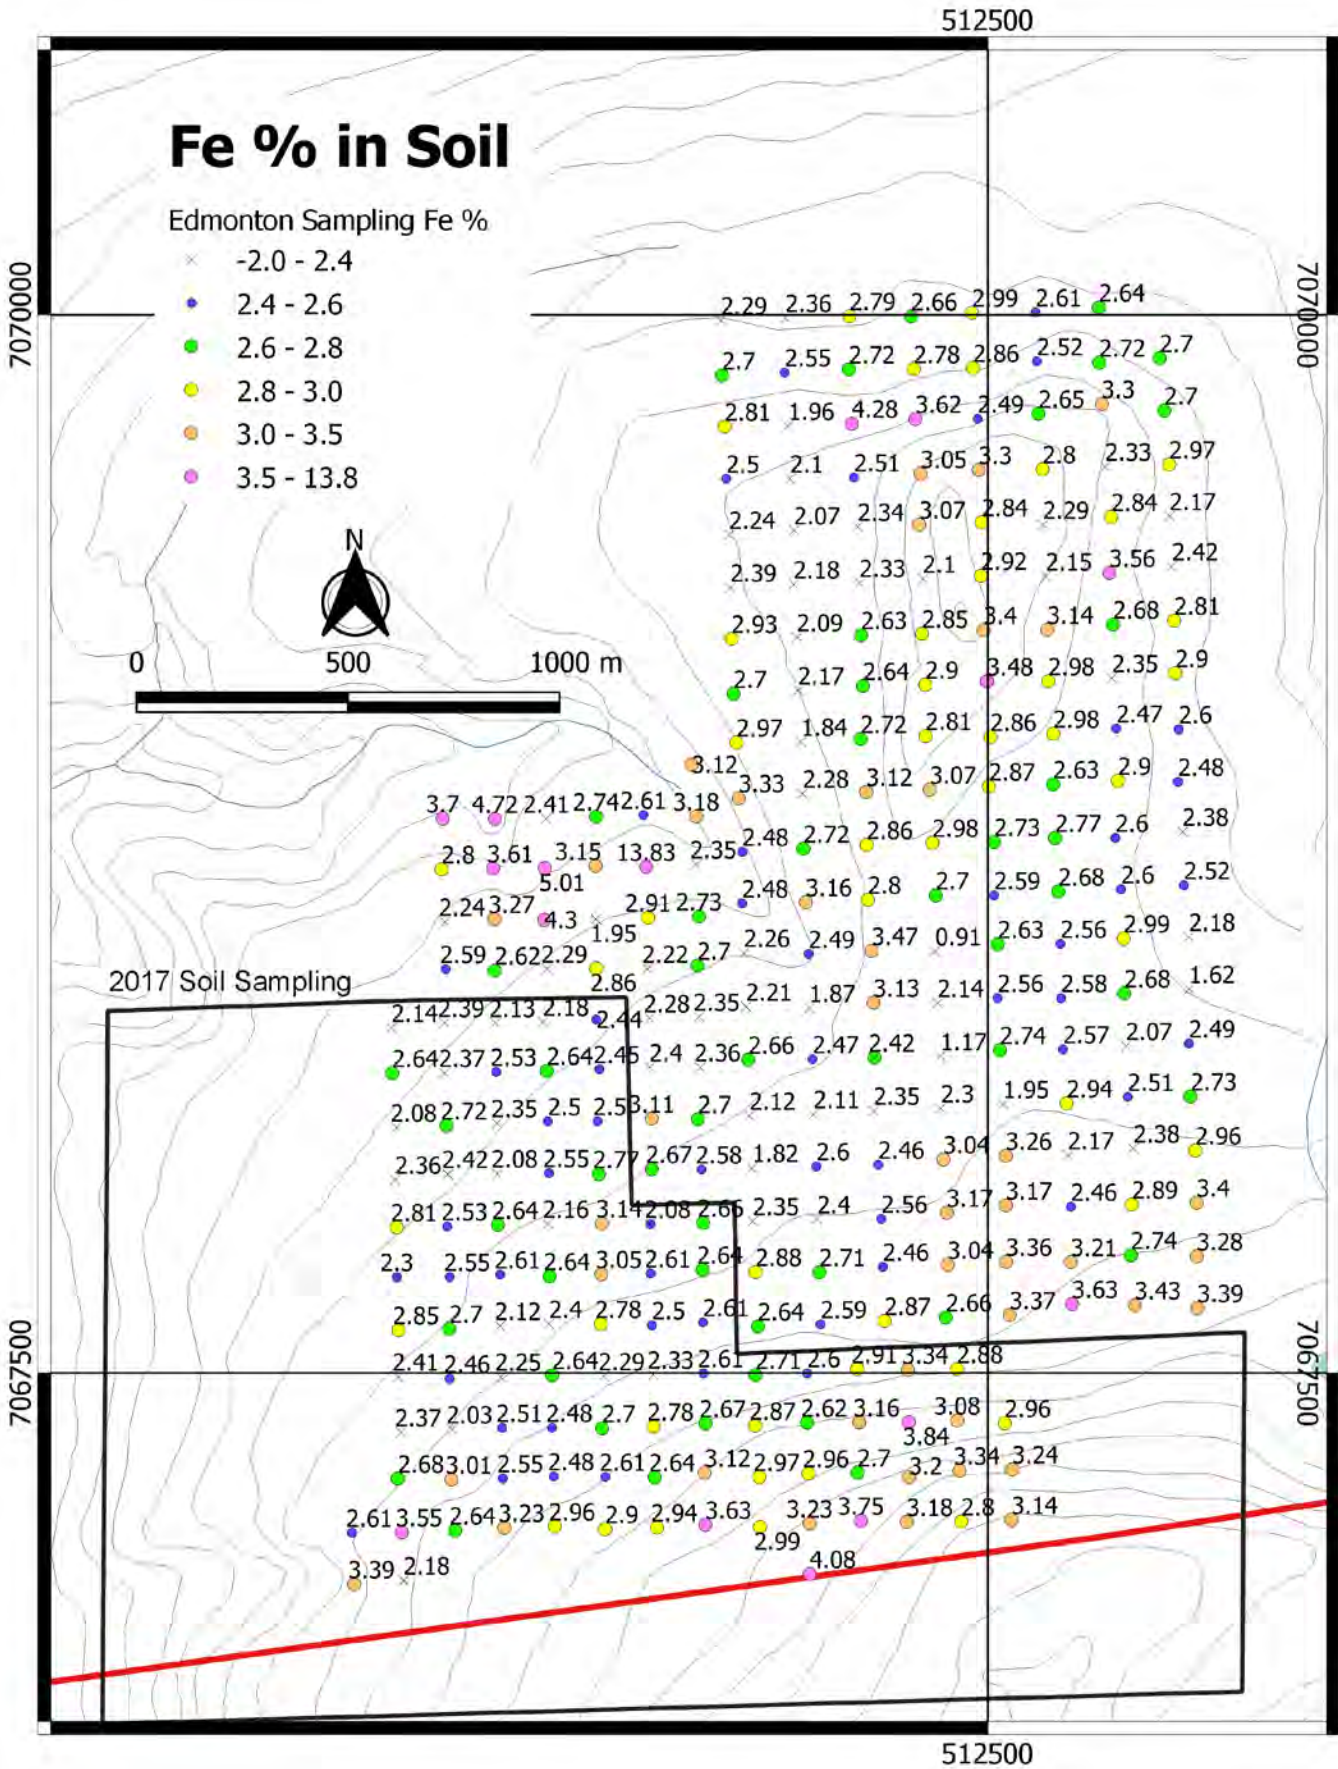 512500
Fe % in Soil
Edmonton Sampling Fe %
-2.0 - 2.4
2.4 - 2.6
2.6 - 2.8
2.8 - 3.0
3.0 - 3.5
3.5 - 13.8
N
0 500 1000 m
7070000
7070000
2.29 2.36 2.79 2.66 2.99 2.61 2.64
2.7 2.55 2.72 2.78 2.86 2.52 2.72 2.7
2.81 1.96 4.28 3.62 2.49 2.65 3.3 2.7
2.5 2.1 2.51 3.05 3.3 2.8 2.33 2.97
2.24 2.07 2.34 3.07 2.84 2.29 2.84 2.17
2.39 2.18 2.33 2.1 2.92 2.15 3.56 2.42
2.93 2.09 2.63 2.85 3.4 3.14 2.68 2.81
2.7 2.17 2.64 2.9 3.48 2.98 2.35 2.9
2.97 1.84 2.72 2.81 2.86 2.98 2.47 2.6
3.12 3.33 2.28 3.12 3.07 2.87 2.63 2.9 2.48
3.7 4.72 2.41 2.74 2.61 3.18 2.48 2.72 2.86 2.98 2.73 2.77 2.6 2.38
2.8 3.61 3.15 13.83 2.35 2.48 3.16 2.8 2.7 2.59 2.68 2.6 2.52
5.01
2.24 3.27 4.3 2.91 2.73 2.26 2.49 3.47 0.91 2.63 2.56 2.99 2.18
1.95
2.59 2.62 2.29 2.22 2.7 2.21 1.87 3.13 2.14 2.56 2.58 2.68 1.62
2.86
2017 Soil Sampling
2.14 2.39 2.13 2.18 2.44 2.28 2.35 2.66 2.47 2.42 1.17 2.74 2.57 2.07 2.49
2.64 2.37 2.53 2.64 2.45 2.4 2.36 2.12 2.11 2.35 2.3 1.95 2.94 2.51 2.73
2.08 2.72 2.35 2.5 2.53 3.11 2.7 1.82 2.6 2.46 3.04 3.26 2.17 2.38 2.96
2.36 2.42 2.08 2.55 2.77 2.67 2.58 2.35 2.4 2.56 3.17 3.17 2.46 2.89 3.4
2.81 2.53 2.64 2.16 3.14 2.08 2.66 2.88 2.71 2.46 3.04 3.36 3.21 2.74 3.28
2.3 2.55 2.61 2.64 3.05 2.61 2.64 2.64 2.59 2.87 2.66 3.37 3.63 3.43 3.39
2.85 2.7 2.12 2.4 2.78 2.5 2.61
2.41 2.46 2.25 2.64 2.29 2.33 2.61 2.71 2.6 2.91 3.34 2.88
7067500
7067500
2.37 2.03 2.51 2.48 2.7 2.78 2.67 2.87 2.62 3.16 3.08 2.96
3.84
2.68 3.01 2.55 2.48 2.61 2.64 3.12 2.97 2.96 2.7 3.2 3.34 3.24
2.61 3.55 2.64 3.23 2.96 2.9 2.94 3.63 3.23 3.75 3.18 2.8 3.14
2.99
3.39 2.18 4.08
512500